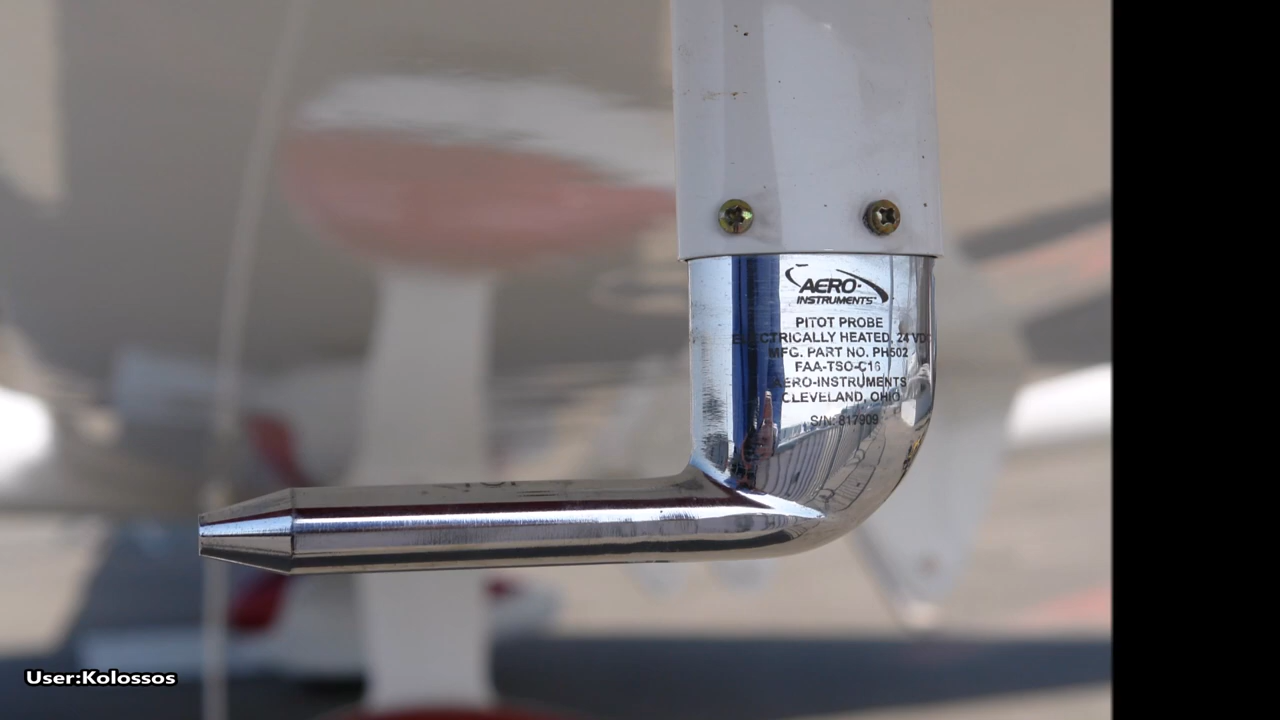 AERO-
INSTRUMENTS
PITOT PROBE
ELECTRICALLY HEATED, 24 VDC
MFG. PART NO. PH502
FAA-TSO-C16
AERO-INSTRUMENTS
CLEVELAND, OHIO
S/N: 817909
User:Kolossos